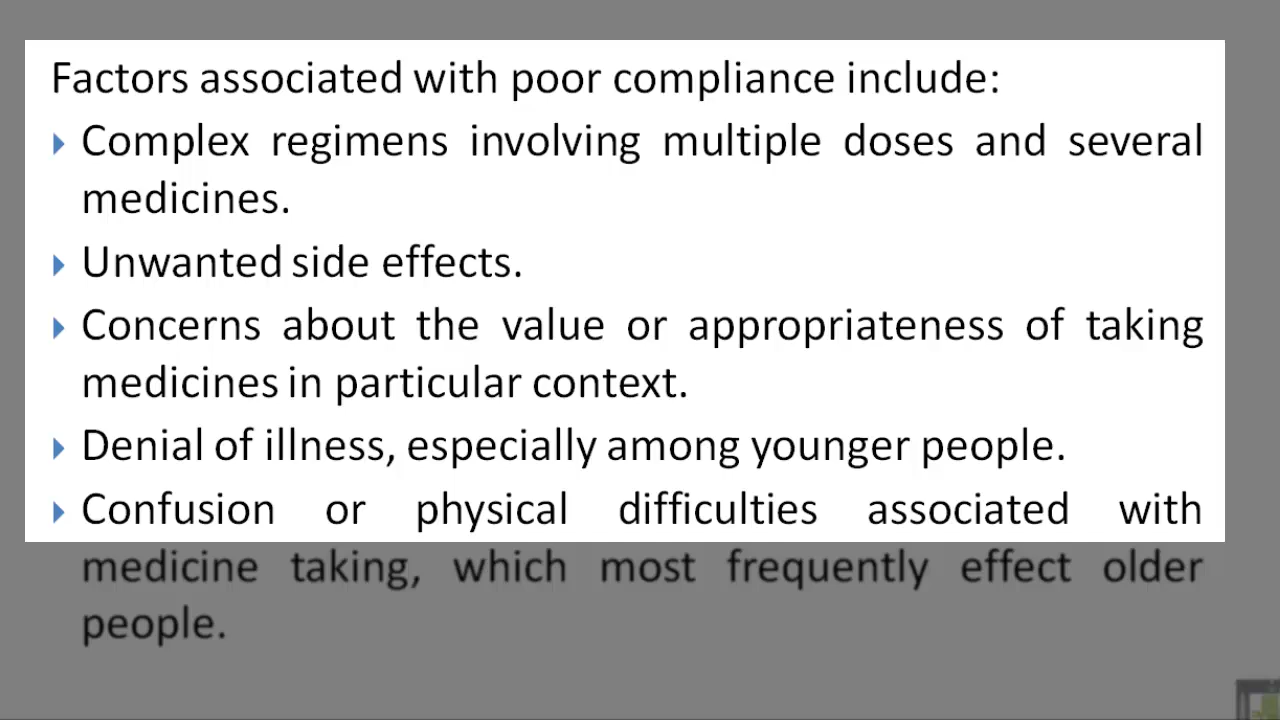 Factors associated with poor compliance include:
Complex regimens involving multiple doses and several
medicines.
Unwanted side effects.
Concerns about the value or appropriateness of taking
medicines in particular context.
Denial of illness, especially among younger people.
Confusion or physical difficulties associated with
medicine taking, which most frequently effect older
people.